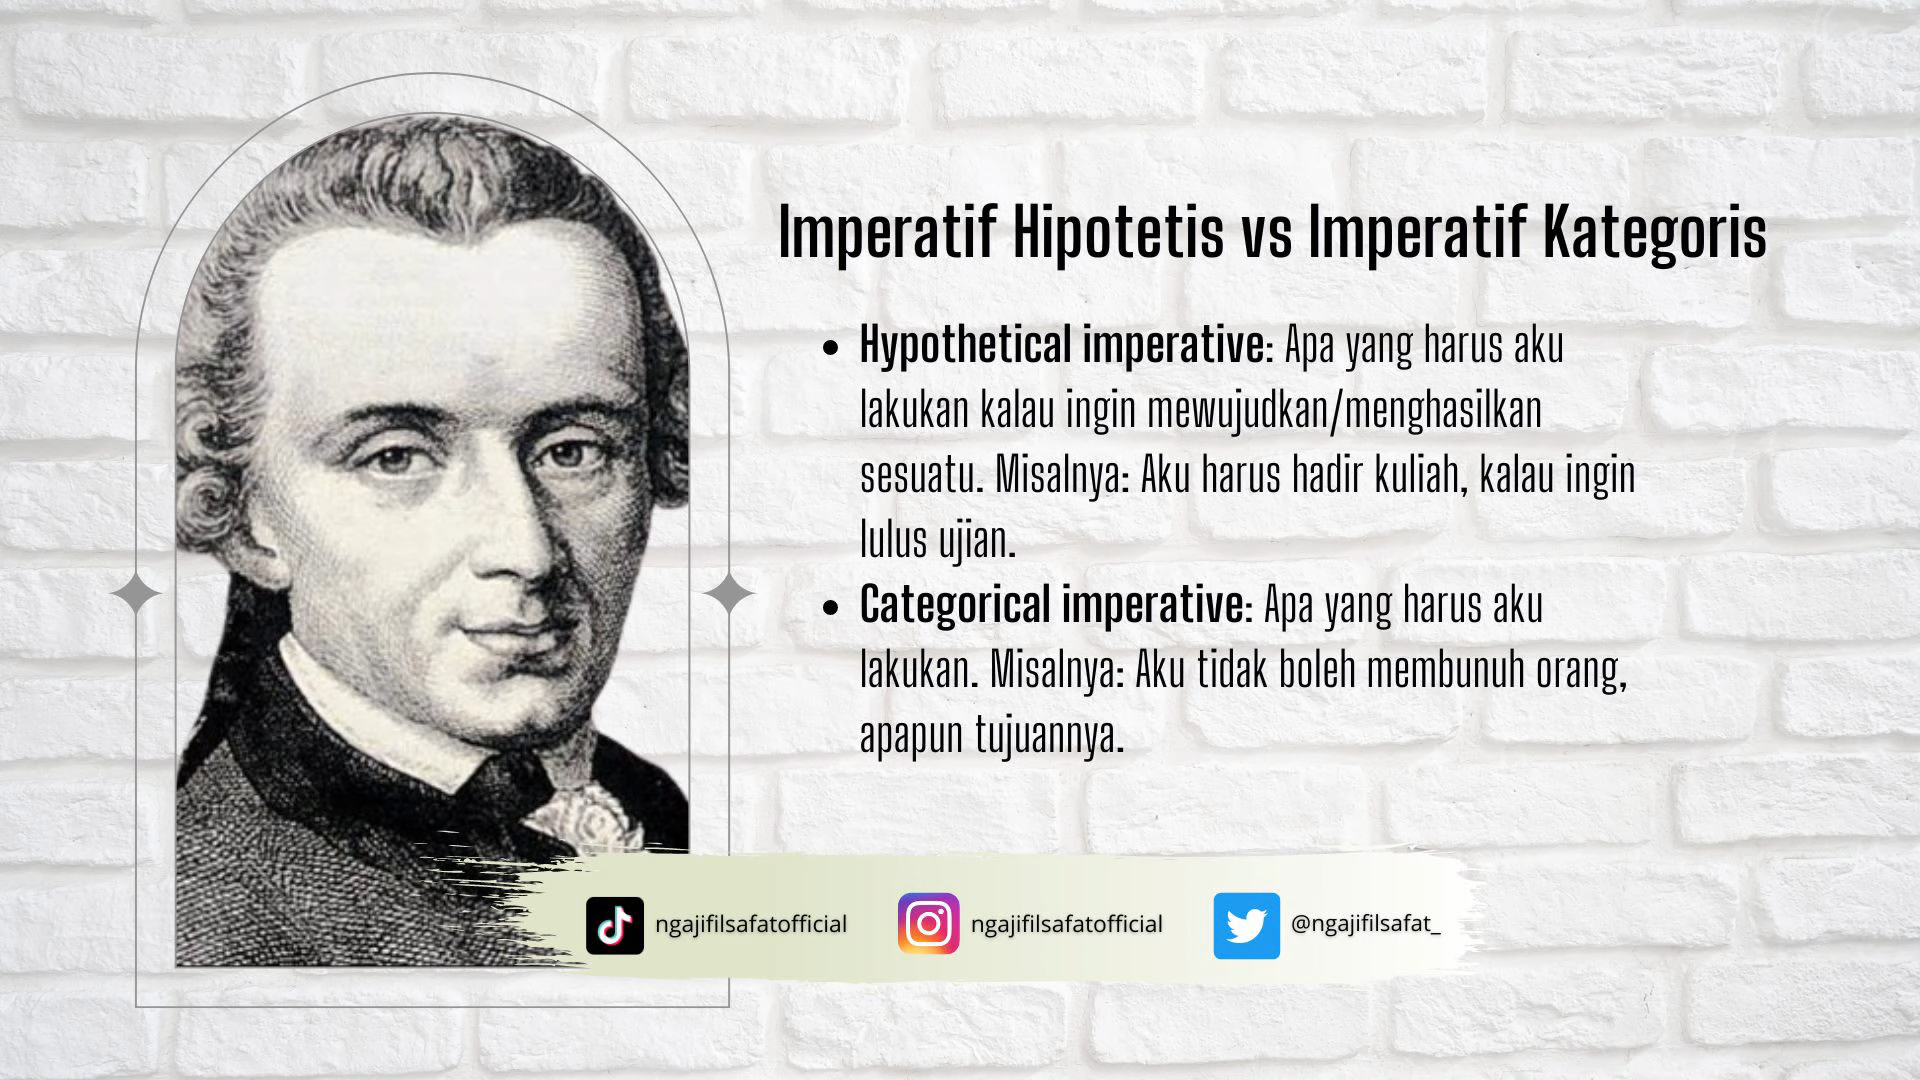 Imperatif Hipotetis vs Imperatif Kategoris
• Hypothetical imperative: Apa yang harus aku
lakukan kalau ingin mewujudkan/menghasilkan
sesuatu. Misalnya: Aku harus hadir kuliah, kalau ingin
lulus ujian.
• Categorical imperative: Apa yang harus aku
lakukan. Misalnya: Aku tidak boleh membunuh orang,
apapun tujuannya.
ngajifilsafatofficial
ngajifilsafatofficial
@ngajifilsafat_